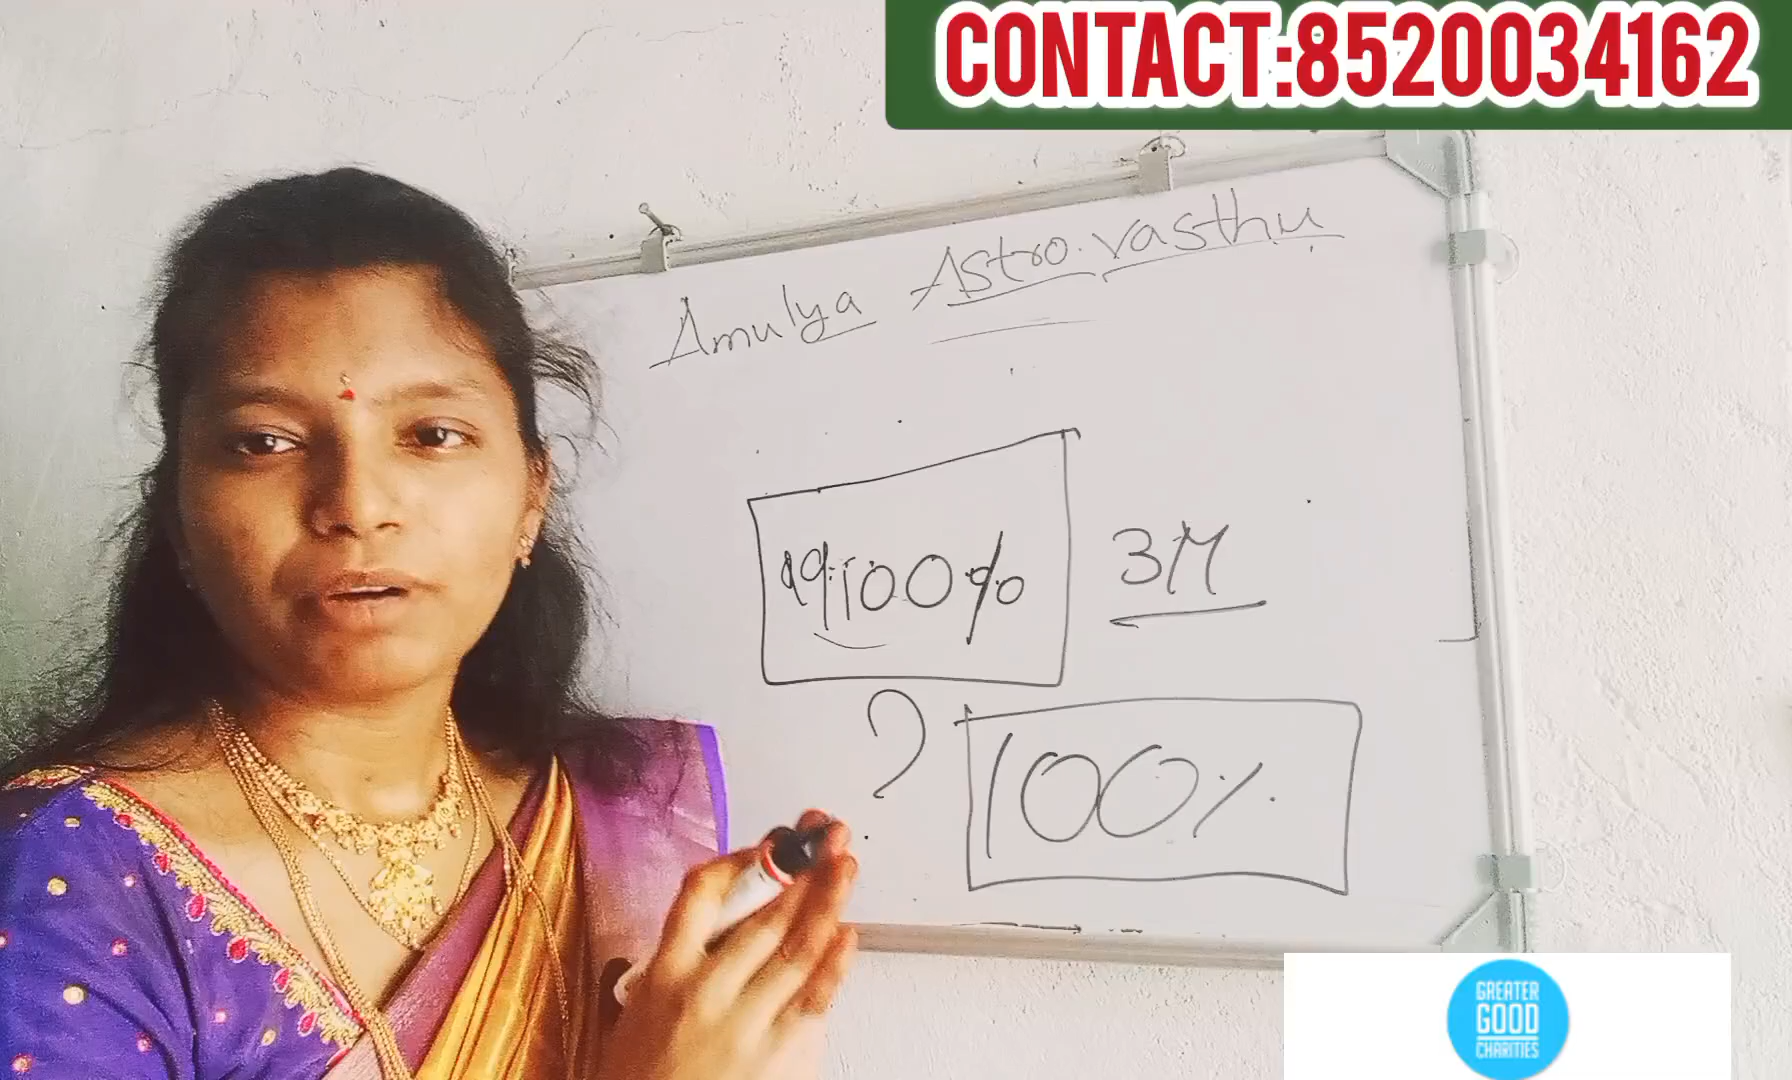 CONTACT:8520034162
Amulya Astro.vasthu
99.100%
3M
?
100%
GREATER
GOOD
CHARITIES